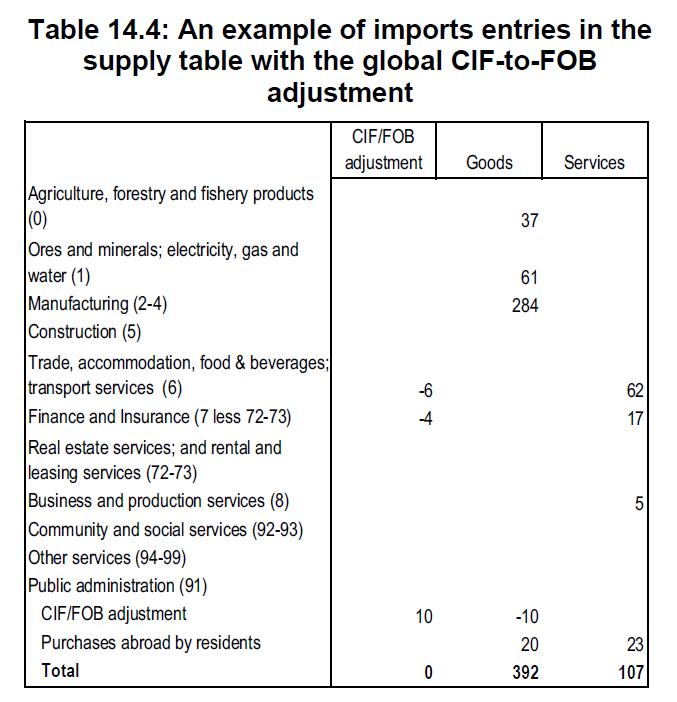 Table 14.4: An example of imports entries in the
supply table with the global CIF-to-FOB
adjustment
CIF/FOB
adjustment Goods Services
Agriculture, forestry and fishery products
(0) 37
Ores and minerals; electricity, gas and
water (1) 61
Manufacturing (2-4) 284
Construction (5)
Trade, accommodation, food & beverages;
transport services (6) -6 62
Finance and Insurance (7 less 72-73) -4 17
Real estate services; and rental and
leasing services (72-73)
Business and production services (8) 5
Community and social services (92-93)
Other services (94-99)
Public administration (91)
CIF/FOB adjustment 10 -10
Purchases abroad by residents 20 23
Total 0 392 107